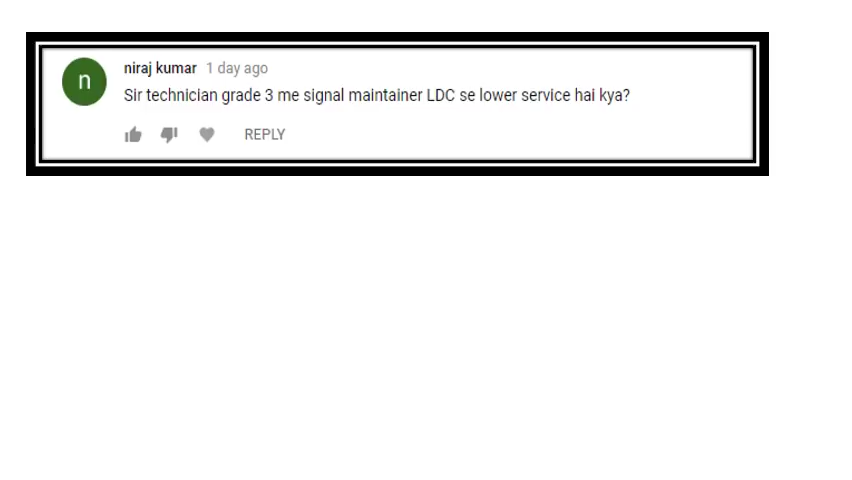 n
niraj kumar 1 day ago
Sir technician grade 3 me signal maintainer LDC se lower service hai kya?
REPLY